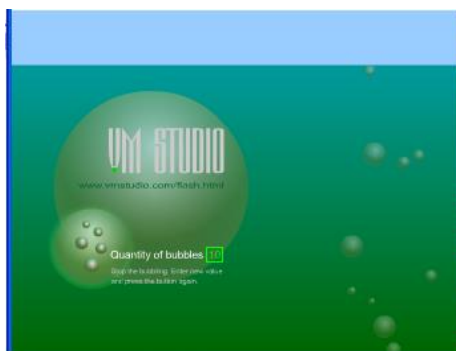 VM STUDIO
www.vmstudio.com/flash.html
Quantity of bubbles 10
Stop the bubbling. Enter new value
and press the button again.